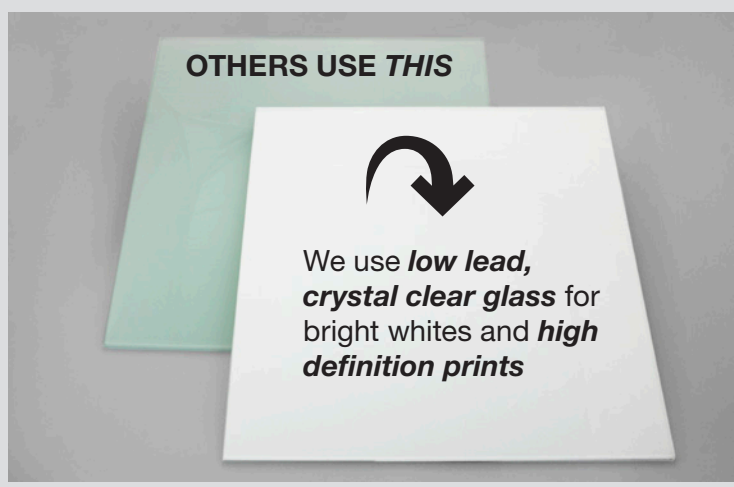 OTHERS USE THIS
We use low lead,
crystal clear glass for
bright whites and high
definition prints